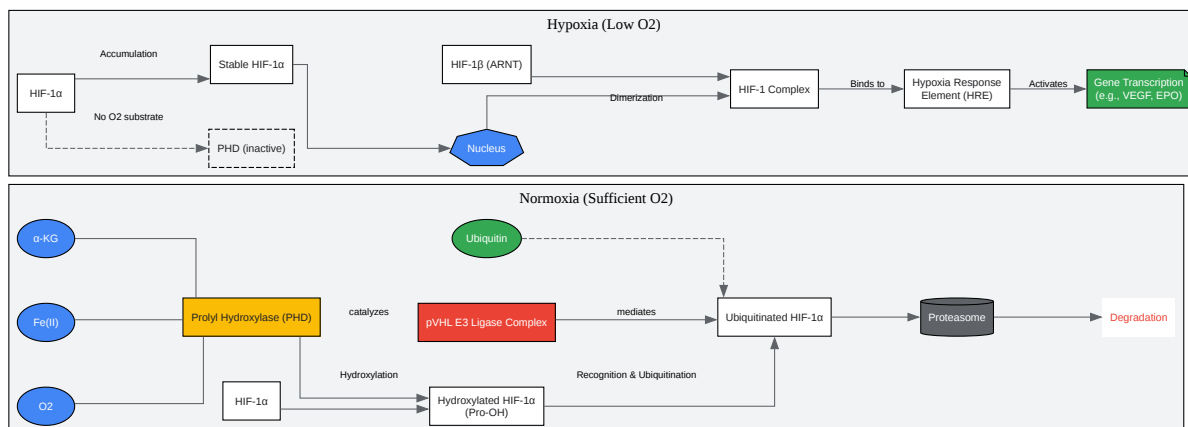 Hypoxia (Low O2)
Accumulation
HIF-1α
Stable HIF-1α
No O2 substrate
PHD (inactive)
HIF-1β (ARNT)
Dimerization
Nucleus
HIF-1 Complex
Binds to
Hypoxia Response
Element (HRE)
Activates
Gene Transcription
(e.g., VEGF, EPO)
Normoxia (Sufficient O2)
α-KG
Fe(II)
O2
Prolyl Hydroxylase (PHD)
catalyzes
HIF-1α
Hydroxylation
Hydroxylated HIF-1α
(Pro-OH)
Ubiquitin
pVHL E3 Ligase Complex
mediates
Recognition & Ubiquitination
Ubiquitinated HIF-1α
Proteasome
Degradation